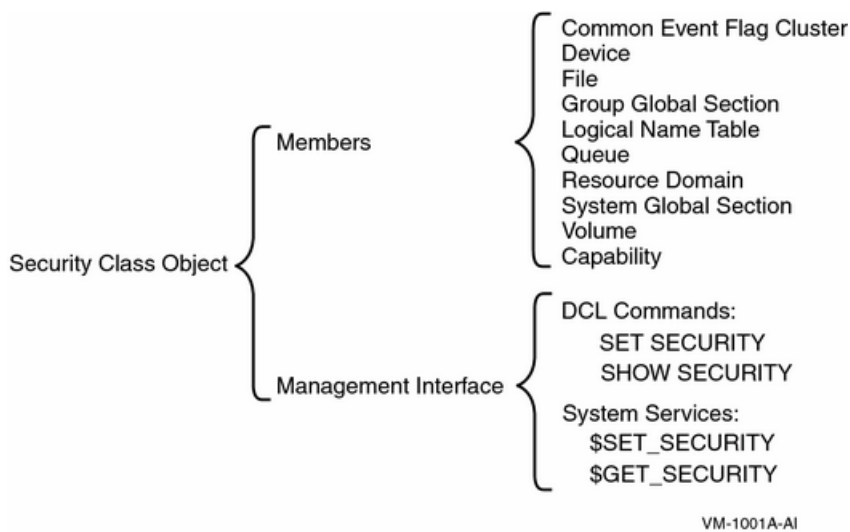 Common Event Flag Cluster
Device
File
Group Global Section
Members
Logical Name Table
Queue
Resource Domain
System Global Section
Volume
Security Class Object
Capability
DCL Commands:
SET SECURITY
SHOW SECURITY
Management Interface
System Services:
$SET_SECURITY
$GET_SECURITY
VM-1001A-AI